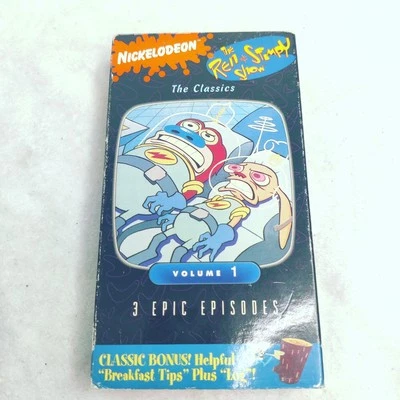 NICKELODEON
The
Ren & Stimpy
Show
The Classics
VOLUME 1
3 EPIC EPISODES
CLASSIC BONUS! Helpful
"Breakfast Tips" Plus "Log"!